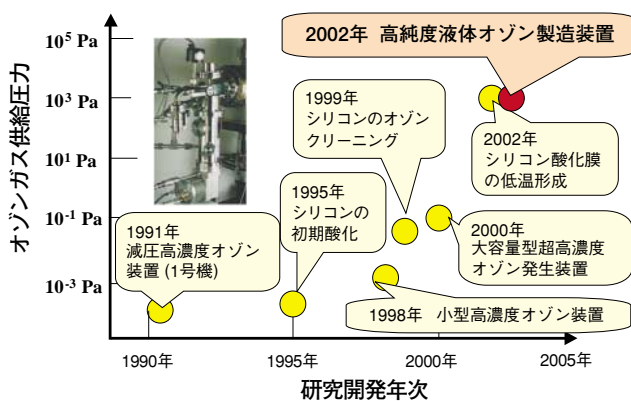 10⁵ Pa
10³ Pa
10¹ Pa
10⁻¹ Pa
10⁻³ Pa
オゾンガス供給圧力
2002年 高純度液体オゾン製造装置
1999年
シリコンのオゾン
クリーニング
2002年
シリコン酸化膜
の低温形成
1995年
シリコンの
初期酸化
1991年
減圧高濃度オゾン
装置 (1号機)
2000年
大容量型超高濃度
オゾン発生装置
1998年 小型高濃度オゾン装置
1990年
1995年
2000年
2005年
研究開発年次